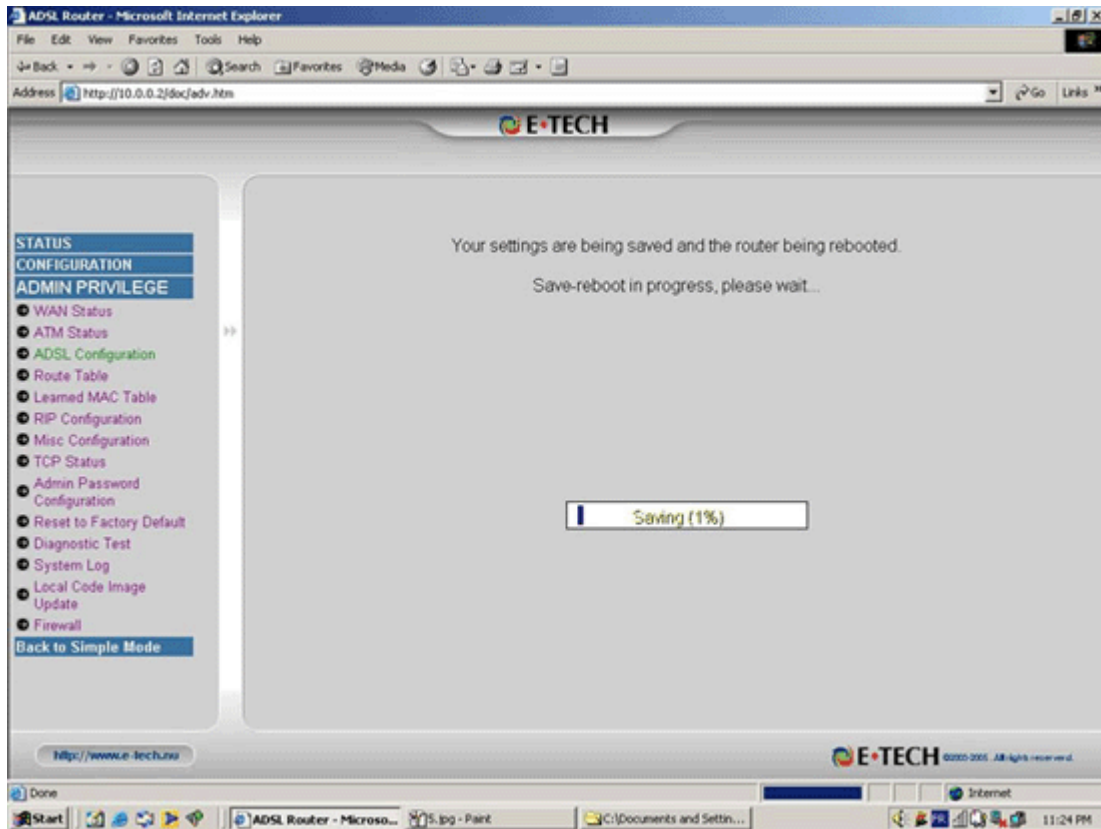 ADSL Router - Microsoft Internet Explorer
File Edit View Favorites Tools Help
Back Search Favorites Media
Address http://10.0.0.2/doc/adv.htm Go Links
E•TECH
STATUS
CONFIGURATION
ADMIN PRIVILEGE
WAN Status
ATM Status
ADSL Configuration
Route Table
Learned MAC Table
RIP Configuration
Misc Configuration
TCP Status
Admin Password
Configuration
Reset to Factory Default
Diagnostic Test
System Log
Local Code Image
Update
Firewall
Back to Simple Mode
Your settings are being saved and the router being rebooted.
Save-reboot in progress, please wait...
Saving (1%)
http://www.e-tech.nu
E•TECH ©2000-2005 . All rights reserved.
Done Internet
Start ADSL Router - Microso... 5.jpg - Paint C:\Documents and Settin... 11:24 PM